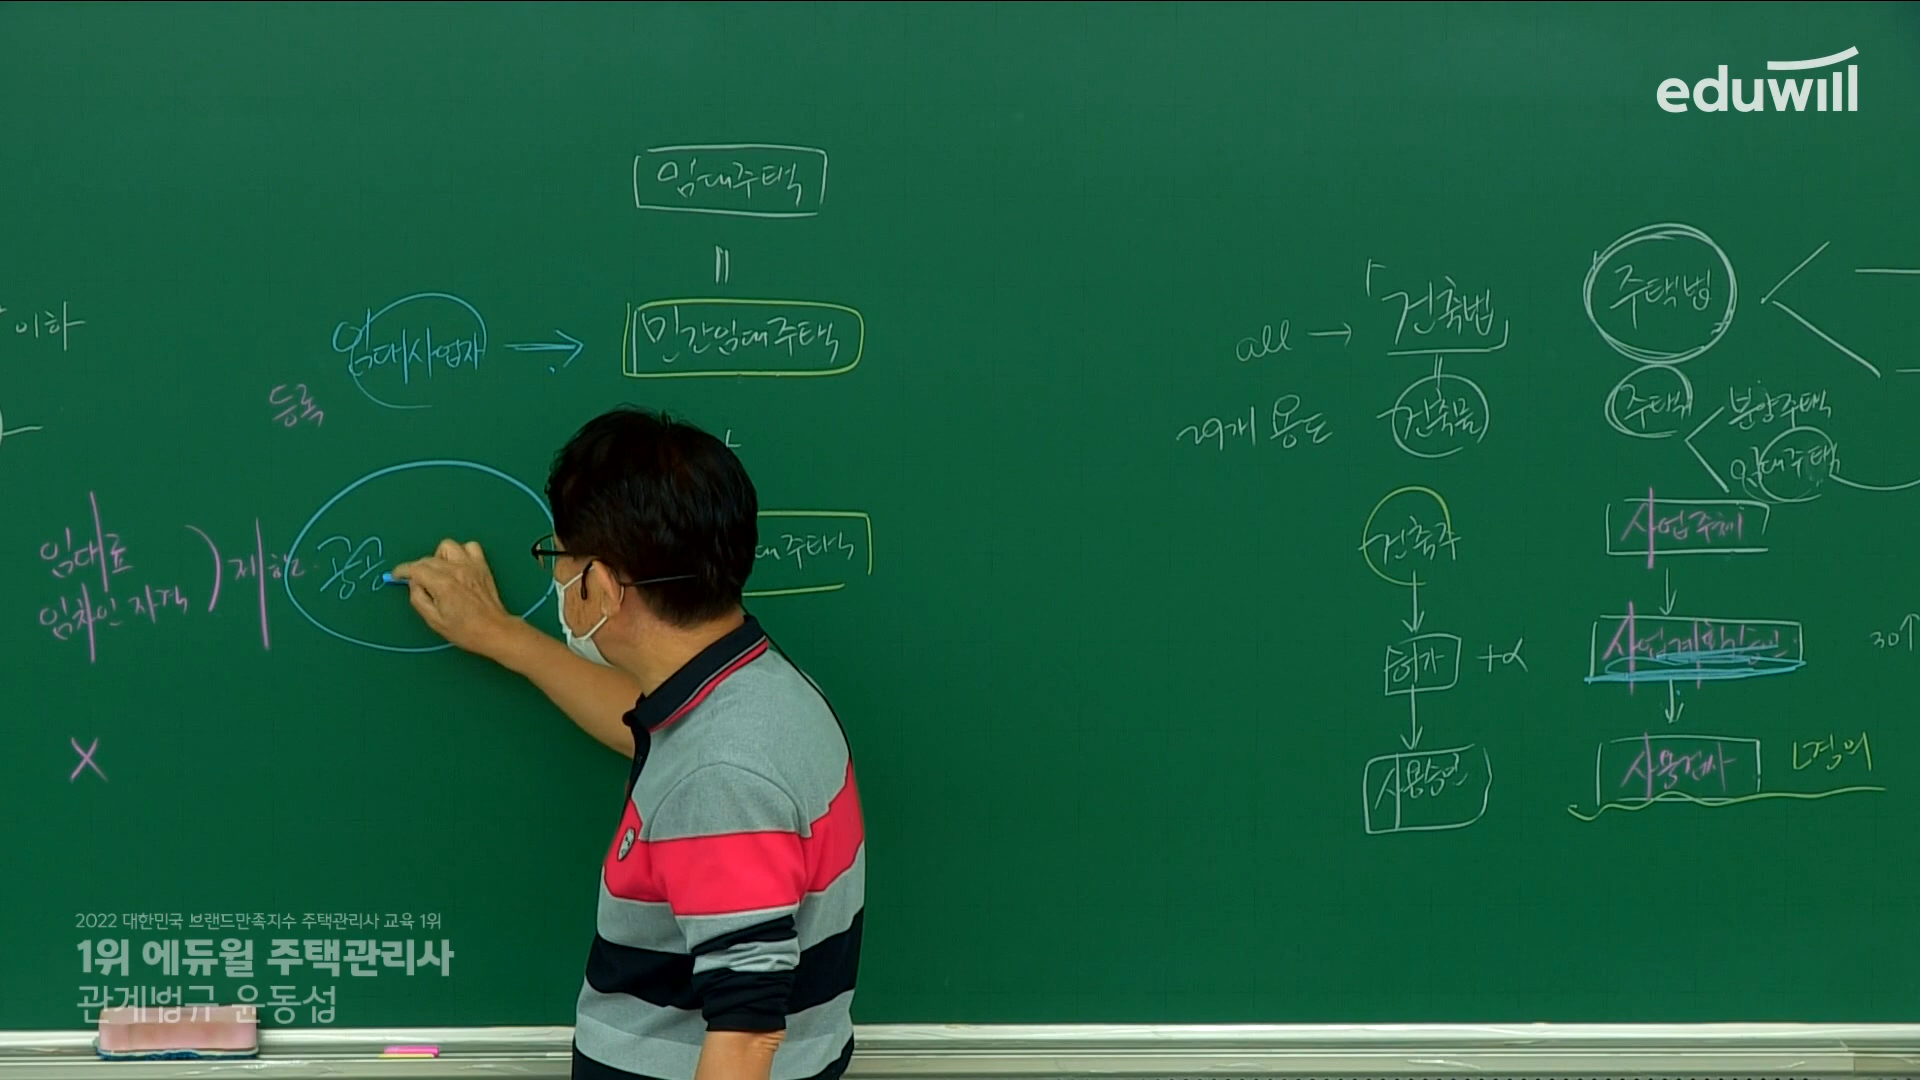 eduwill
임대주택
=
민간임대주택
임대사업자 →
등록
이하
공공
대주택
임대료
임차인 자격
) 제한
X
all → 「건축법」
29개 용도
건축물
건축주
허가 +α
사용승인
주택법
주택
분양주택
임대주택
사업주체
사업계획승인
30↑
사용검사
2022 대한민국 브랜드만족지수 주택관리사 교육 1위
1위 에듀윌 주택관리사
관계법규 윤동섭